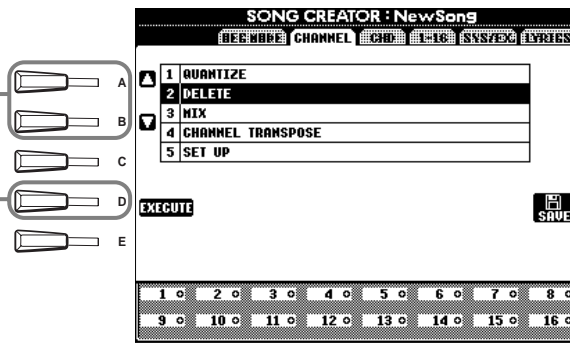 SONG CREATOR : NewSong
REC MODE CHANNEL CHD 1-16 SYS/EX. LYRICS
A
1 QUANTIZE
2 DELETE
B
3 MIX
4 CHANNEL TRANSPOSE
C
5 SET UP
D
EXECUTE
SAVE
E
1 2 3 4 5 6 7 8
9 10 11 12 13 14 15 16